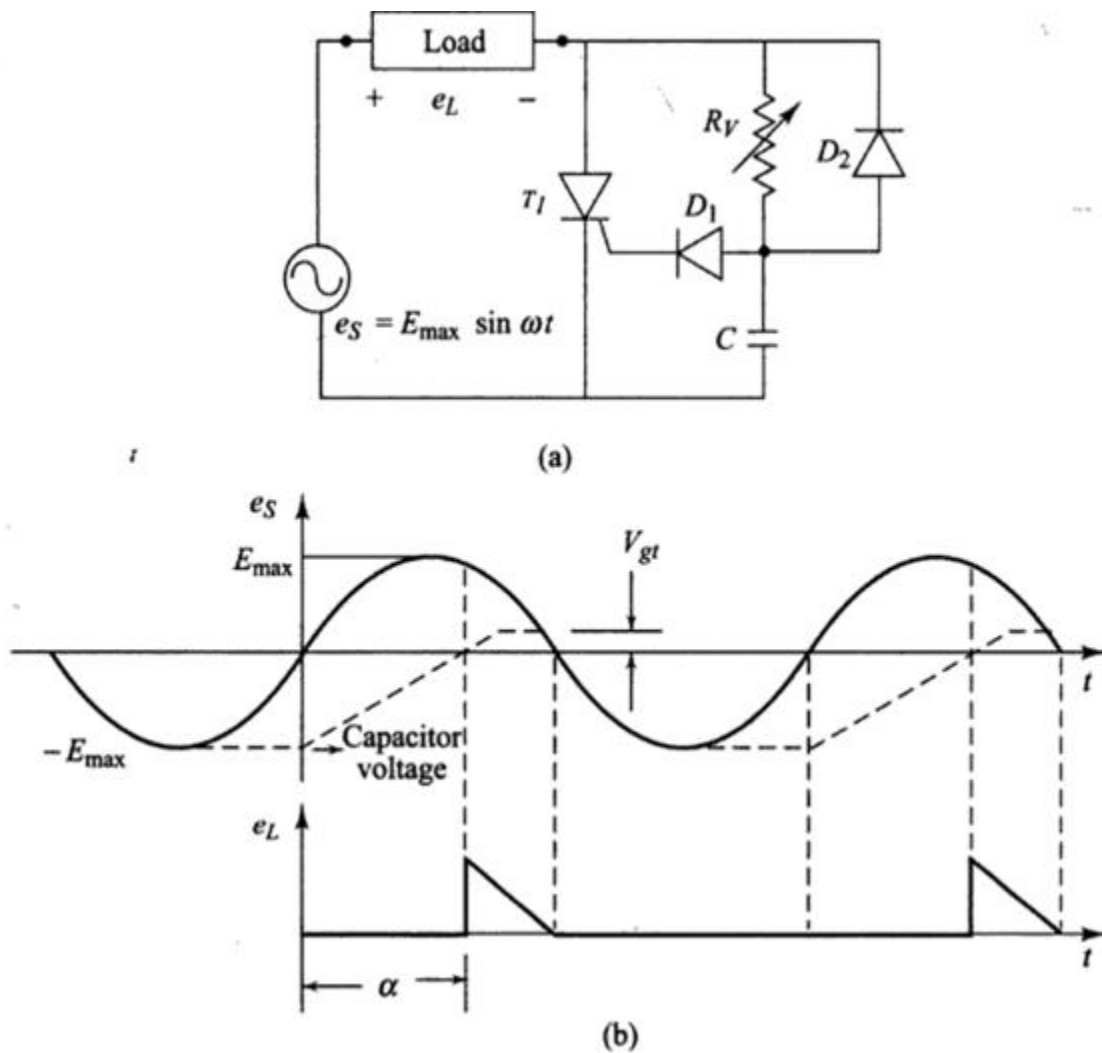 Load
+ e_L −
R_V
D_2
T_1
D_1
e_S = E_max sin ωt
C
(a)
e_S
V_gt
E_max
t
−E_max
Capacitor
voltage
e_L
t
α
(b)